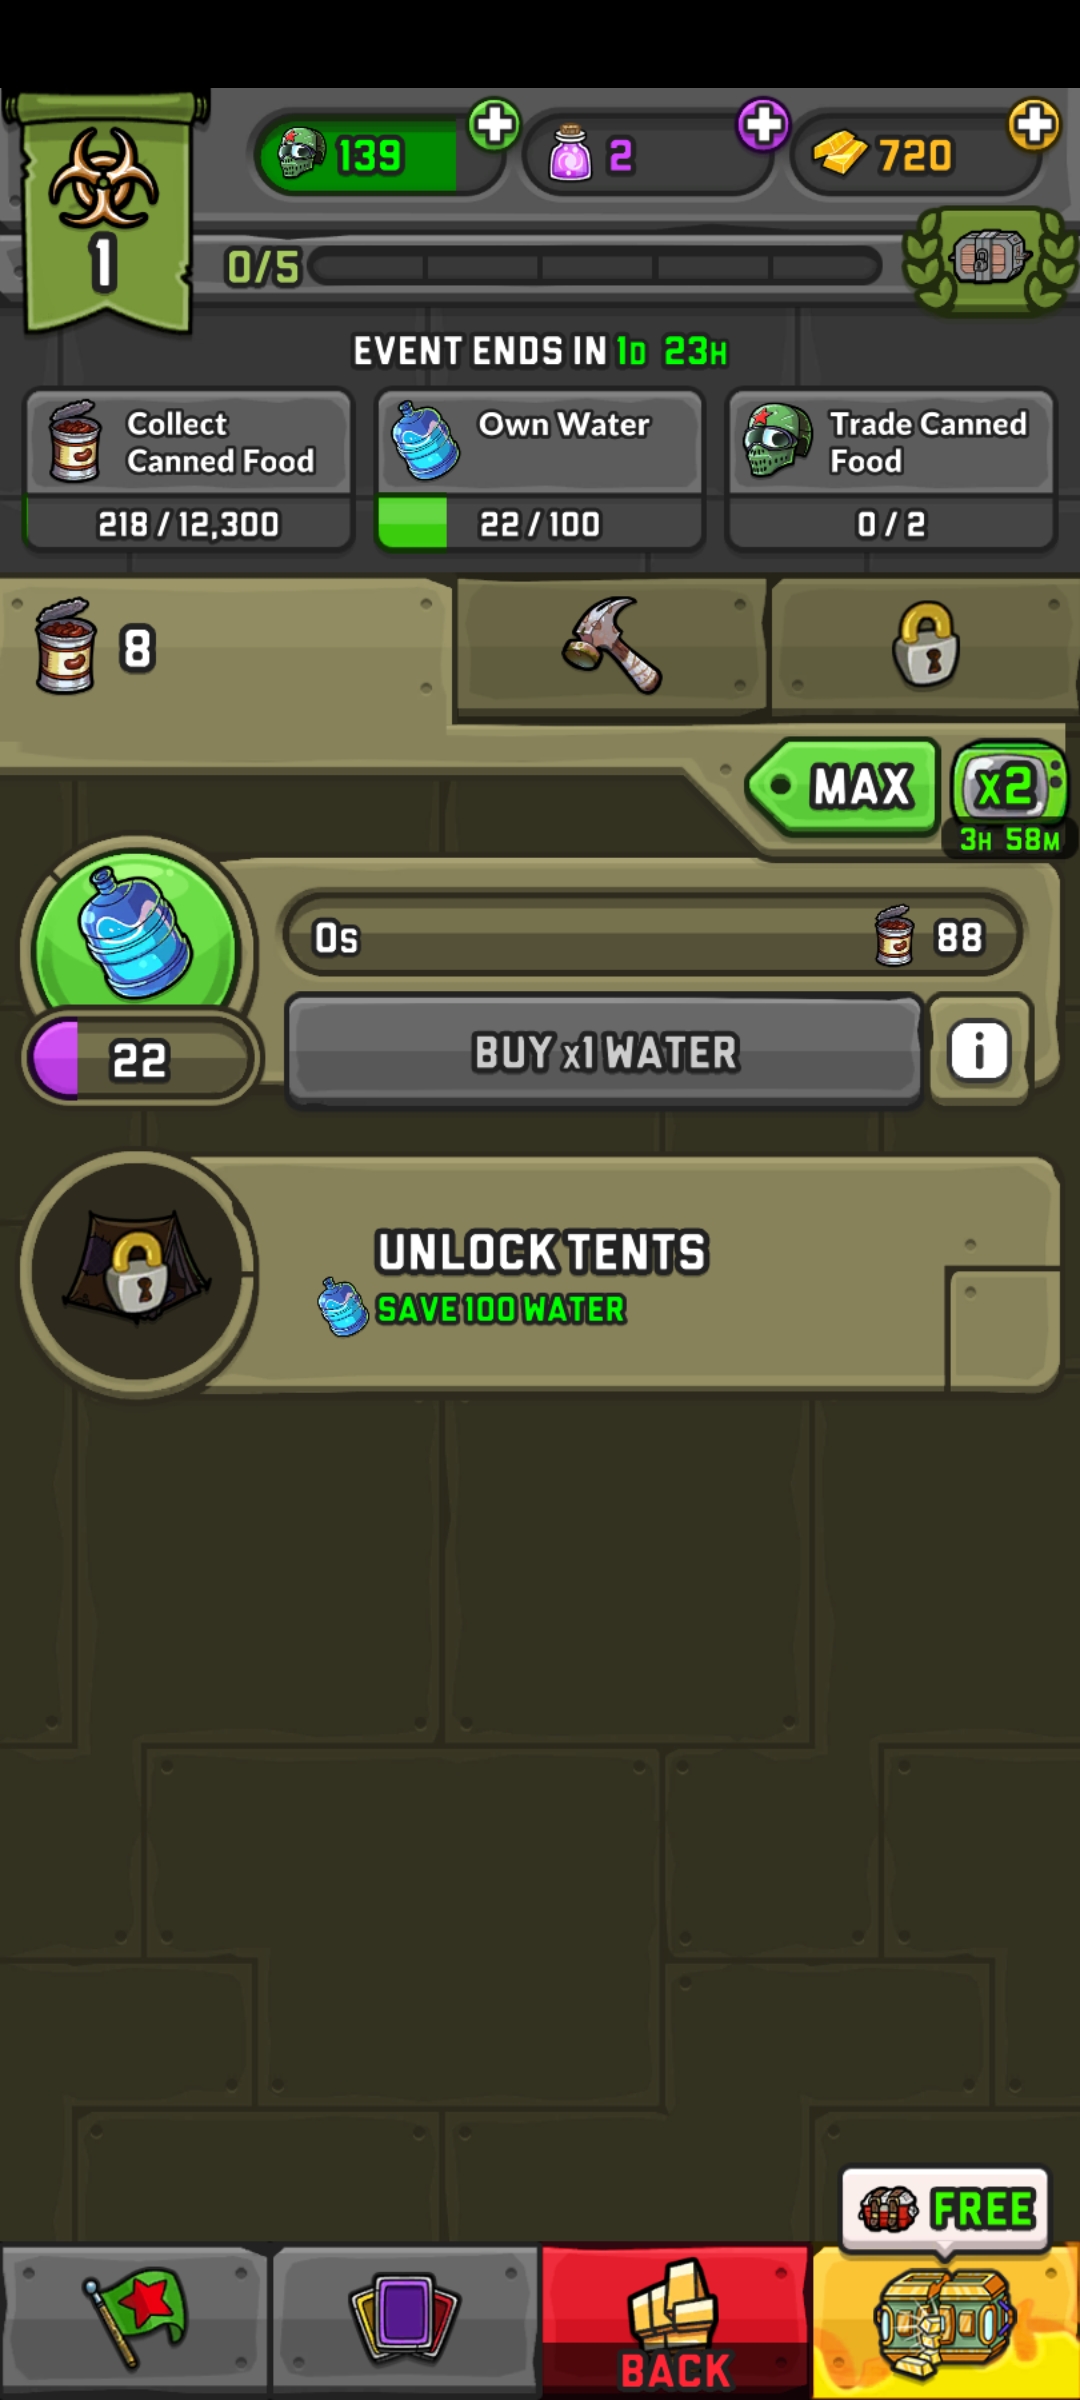 139
2
720
1
0/5
EVENT ENDS IN 1D 23H
Collect
Canned Food
218 / 12,300
Own Water
22 / 100
Trade Canned
Food
0 / 2
8
MAX
x2
3H 58M
0s
88
22
BUY x1 WATER
i
UNLOCK TENTS
SAVE 100 WATER
FREE
BACK